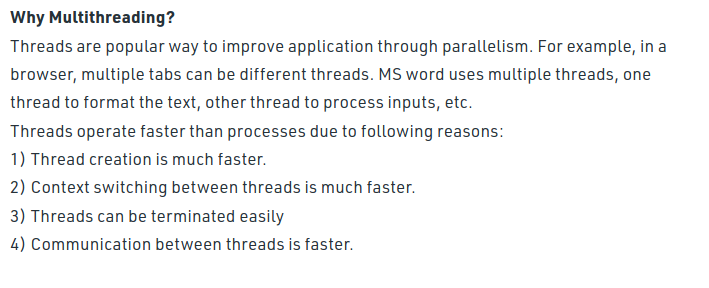 Why Multithreading?
Threads are popular way to improve application through parallelism. For example, in a
browser, multiple tabs can be different threads. MS word uses multiple threads, one
thread to format the text, other thread to process inputs, etc.
Threads operate faster than processes due to following reasons:
1) Thread creation is much faster.
2) Context switching between threads is much faster.
3) Threads can be terminated easily
4) Communication between threads is faster.